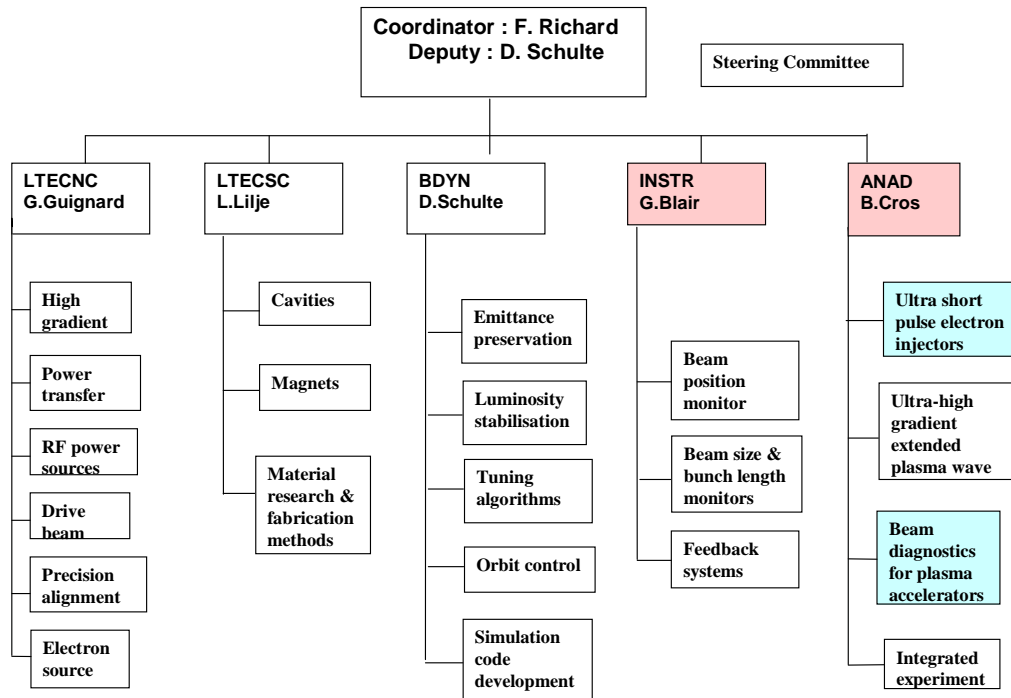 Coordinator : F. Richard
Deputy : D. Schulte
Steering Committee
LTECNC
G.Guignard
LTECSC
L.Lilje
BDYN
D.Schulte
INSTR
G.Blair
ANAD
B.Cros
High
gradient
Power
transfer
RF power
sources
Drive
beam
Precision
alignment
Electron
source
Cavities
Magnets
Material
research &
fabrication
methods
Emittance
preservation
Luminosity
stabilisation
Tuning
algorithms
Orbit control
Simulation
code
development
Beam
position
monitor
Beam size &
bunch length
monitors
Feedback
systems
Ultra short
pulse electron
injectors
Ultra-high
gradient
extended
plasma wave
Beam
diagnostics
for plasma
accelerators
Integrated
experiment